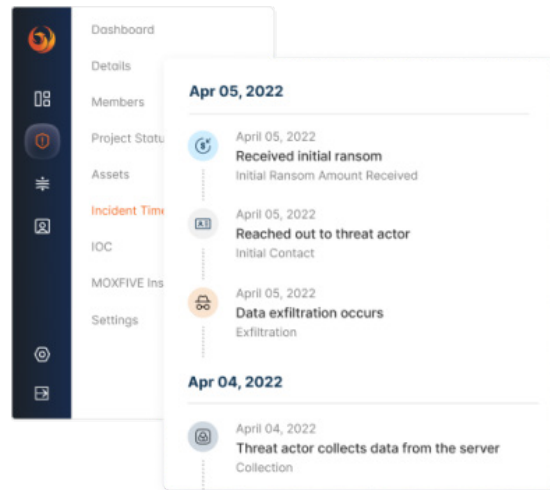 Dashboard
Details
Members
Project Statu
Assets
Incident Time
IOC
MOXFIVE Ins
Settings
Apr 05, 2022
April 05, 2022
Received initial ransom
Initial Ransom Amount Received
April 05, 2022
Reached out to threat actor
Initial Contact
April 05, 2022
Data exfiltration occurs
Exfiltration
Apr 04, 2022
April 04, 2022
Threat actor collects data from the server
Collection